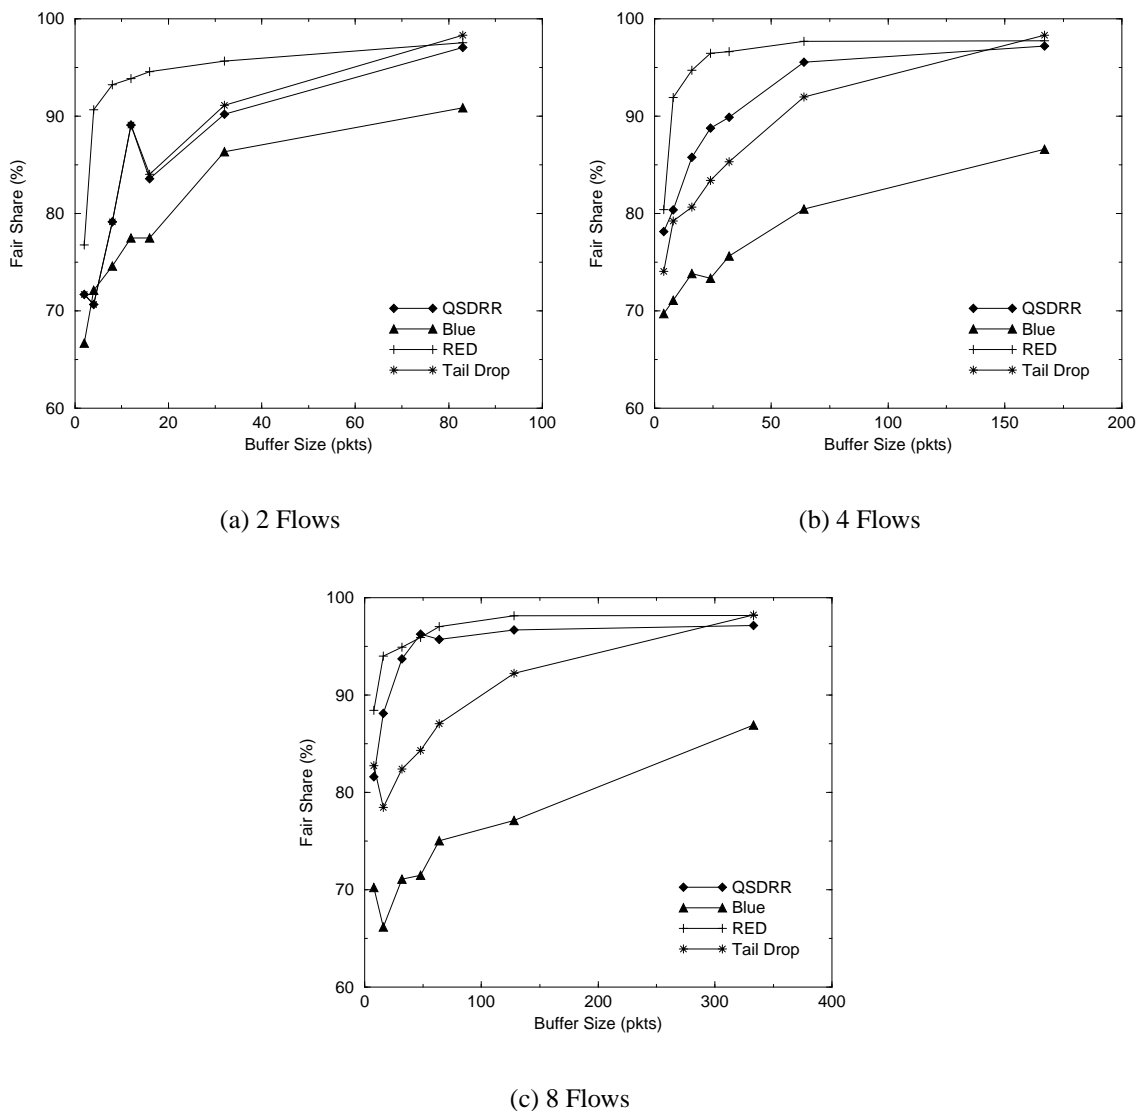 100
90
80
70
60
Fair Share (%)
0 20 40 60 80 100
Buffer Size (pkts)
QSDRR
Blue
RED
Tail Drop
(a) 2 Flows
100
90
80
70
60
Fair Share (%)
0 50 100 150 200
Buffer Size (pkts)
QSDRR
Blue
RED
Tail Drop
(b) 4 Flows
100
90
80
70
60
Fair Share (%)
0 100 200 300 400
Buffer Size (pkts)
QSDRR
Blue
RED
Tail Drop
(c) 8 Flows